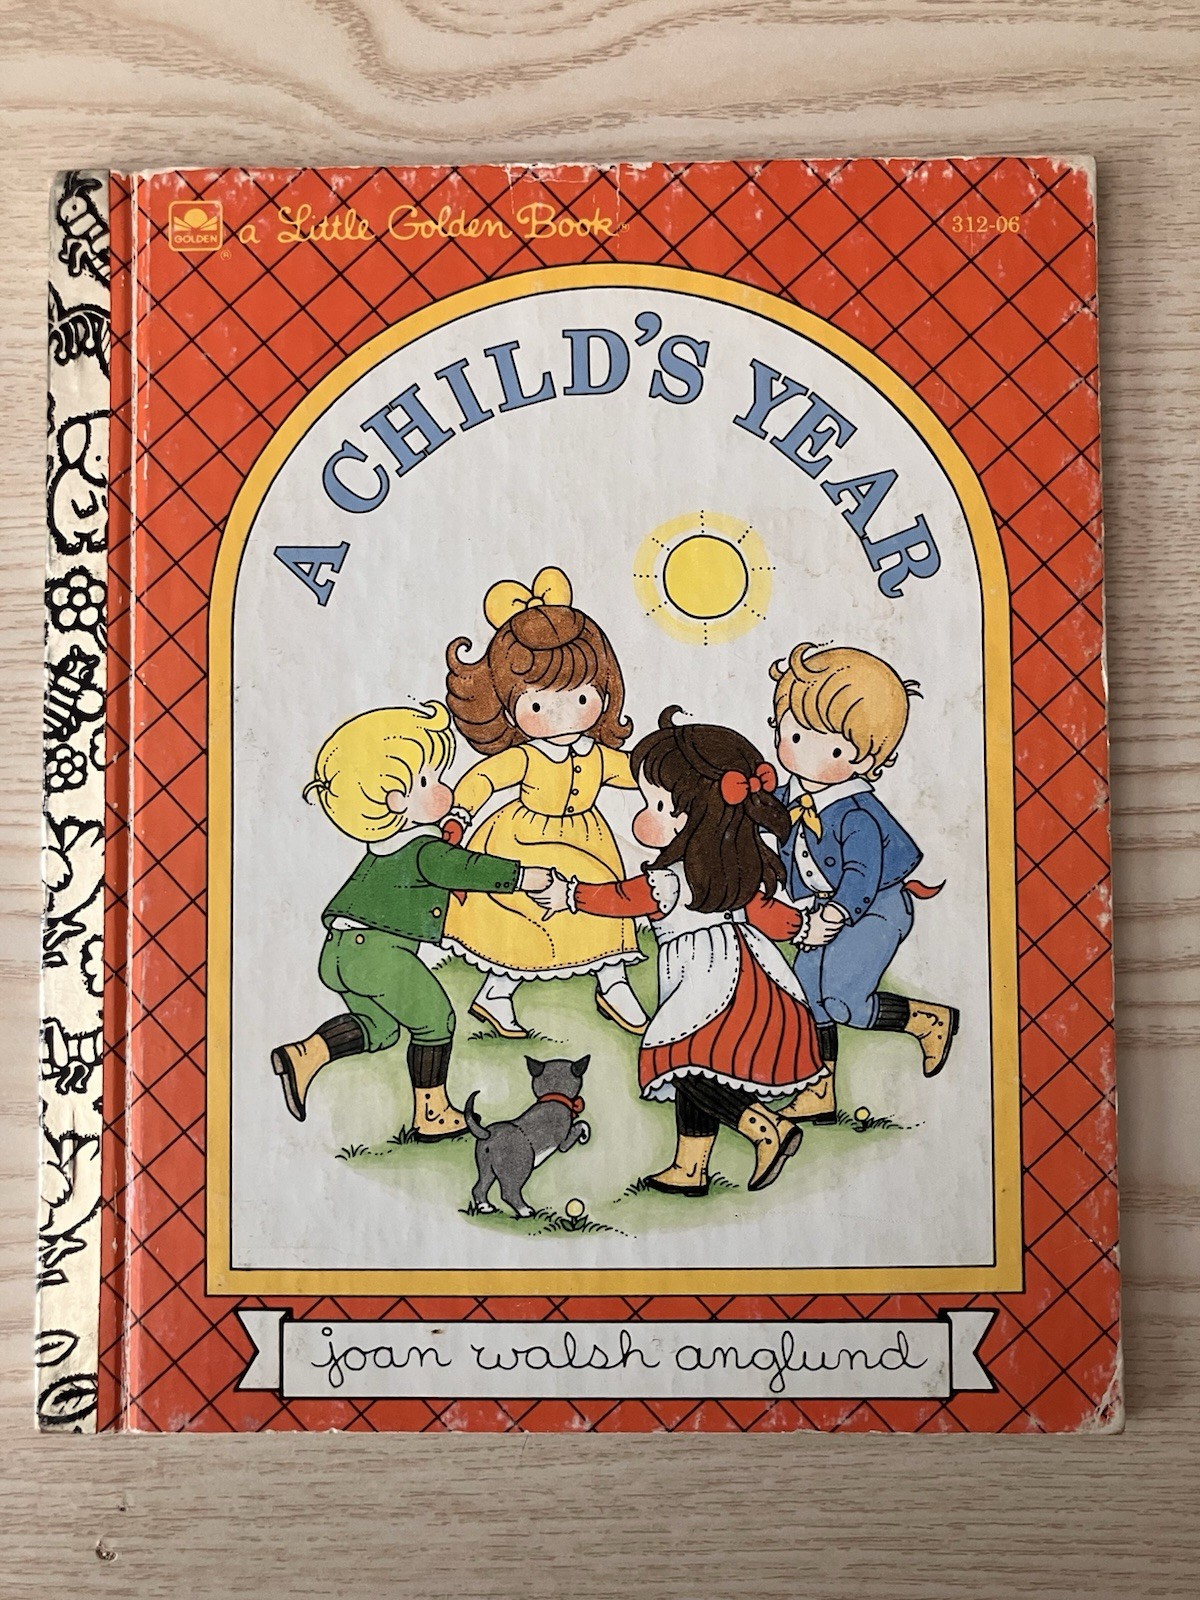 GOLDEN
®
a Little Golden Book®
312-06
A CHILD'S YEAR
joan walsh anglund